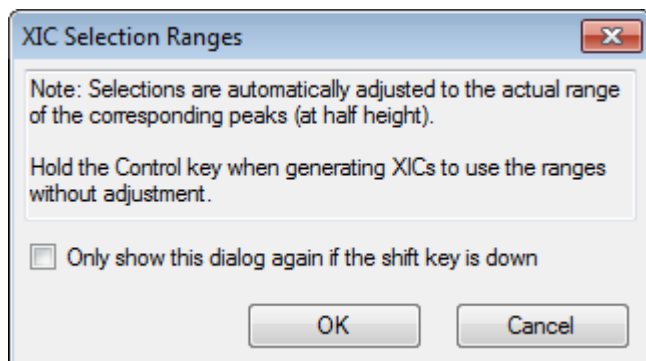 XIC Selection Ranges
Note: Selections are automatically adjusted to the actual range
of the corresponding peaks (at half height).
Hold the Control key when generating XICs to use the ranges
without adjustment.
Only show this dialog again if the shift key is down
OK
Cancel